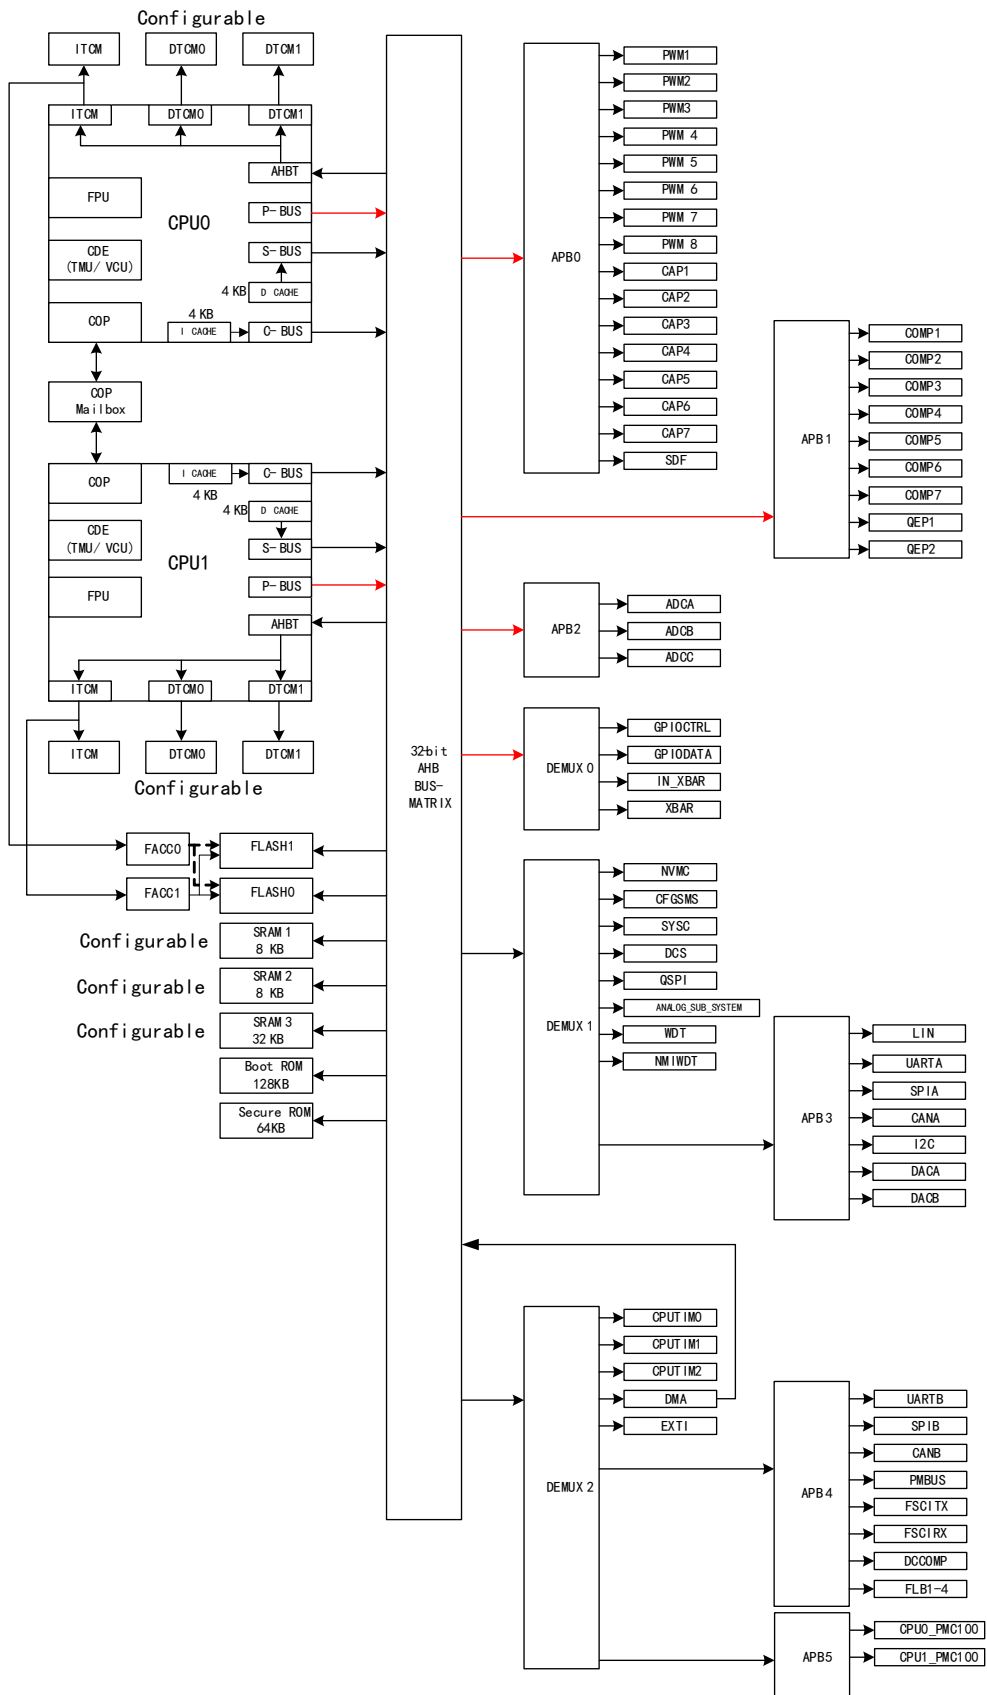 Configurable
ITCM
DTCM0
DTCM1
ITCM
DTCM0
DTCM1
AHBT
FPU
P-BUS
CPU0
CDE
(TMU/VCU)
S-BUS
4 KB
D CACHE
4 KB
COP
I CACHE
C-BUS
COP
Mailbox
COP
I CACHE
C-BUS
4 KB
4 KB
D CACHE
CDE
(TMU/VCU)
S-BUS
CPU1
FPU
P-BUS
AHBT
ITCM
DTCM0
DTCM1
ITCM
DTCM0
DTCM1
Configurable
FACC0
FLASH1
FACC1
FLASH0
Configurable
SRAM1
8 KB
Configurable
SRAM2
8 KB
Configurable
SRAM3
32KB
Boot ROM
128KB
Secure ROM
64KB
32-bit
AHB
BUS-
MATRIX
APB0
PWM1
PWM2
PWM3
PWM 4
PWM 5
PWM 6
PWM 7
PWM 8
CAP1
CAP2
CAP3
CAP4
CAP5
CAP6
CAP7
SDF
APB1
COMP1
COMP2
COMP3
COMP4
COMP5
COMP6
COMP7
QEP1
QEP2
APB2
ADCA
ADCB
ADCC
DEMUX0
GPIOCTRL
GPIODATA
IN_XBAR
XBAR
DEMUX1
NVMC
CFGSMS
SYSC
DCS
QSPI
ANALOG_SUB_SYSTEM
WDT
NMIWDT
APB3
LIN
UARTA
SPIA
CANA
I2C
DACA
DACB
DEMUX2
CPUTIM0
CPUTIM1
CPUTIM2
DMA
EXTI
APB4
UARTB
SPIB
CANB
PMBUS
FSCITX
FSCIRX
DCCOMP
FLB1-4
APB5
CPU0_PMC100
CPU1_PMC100